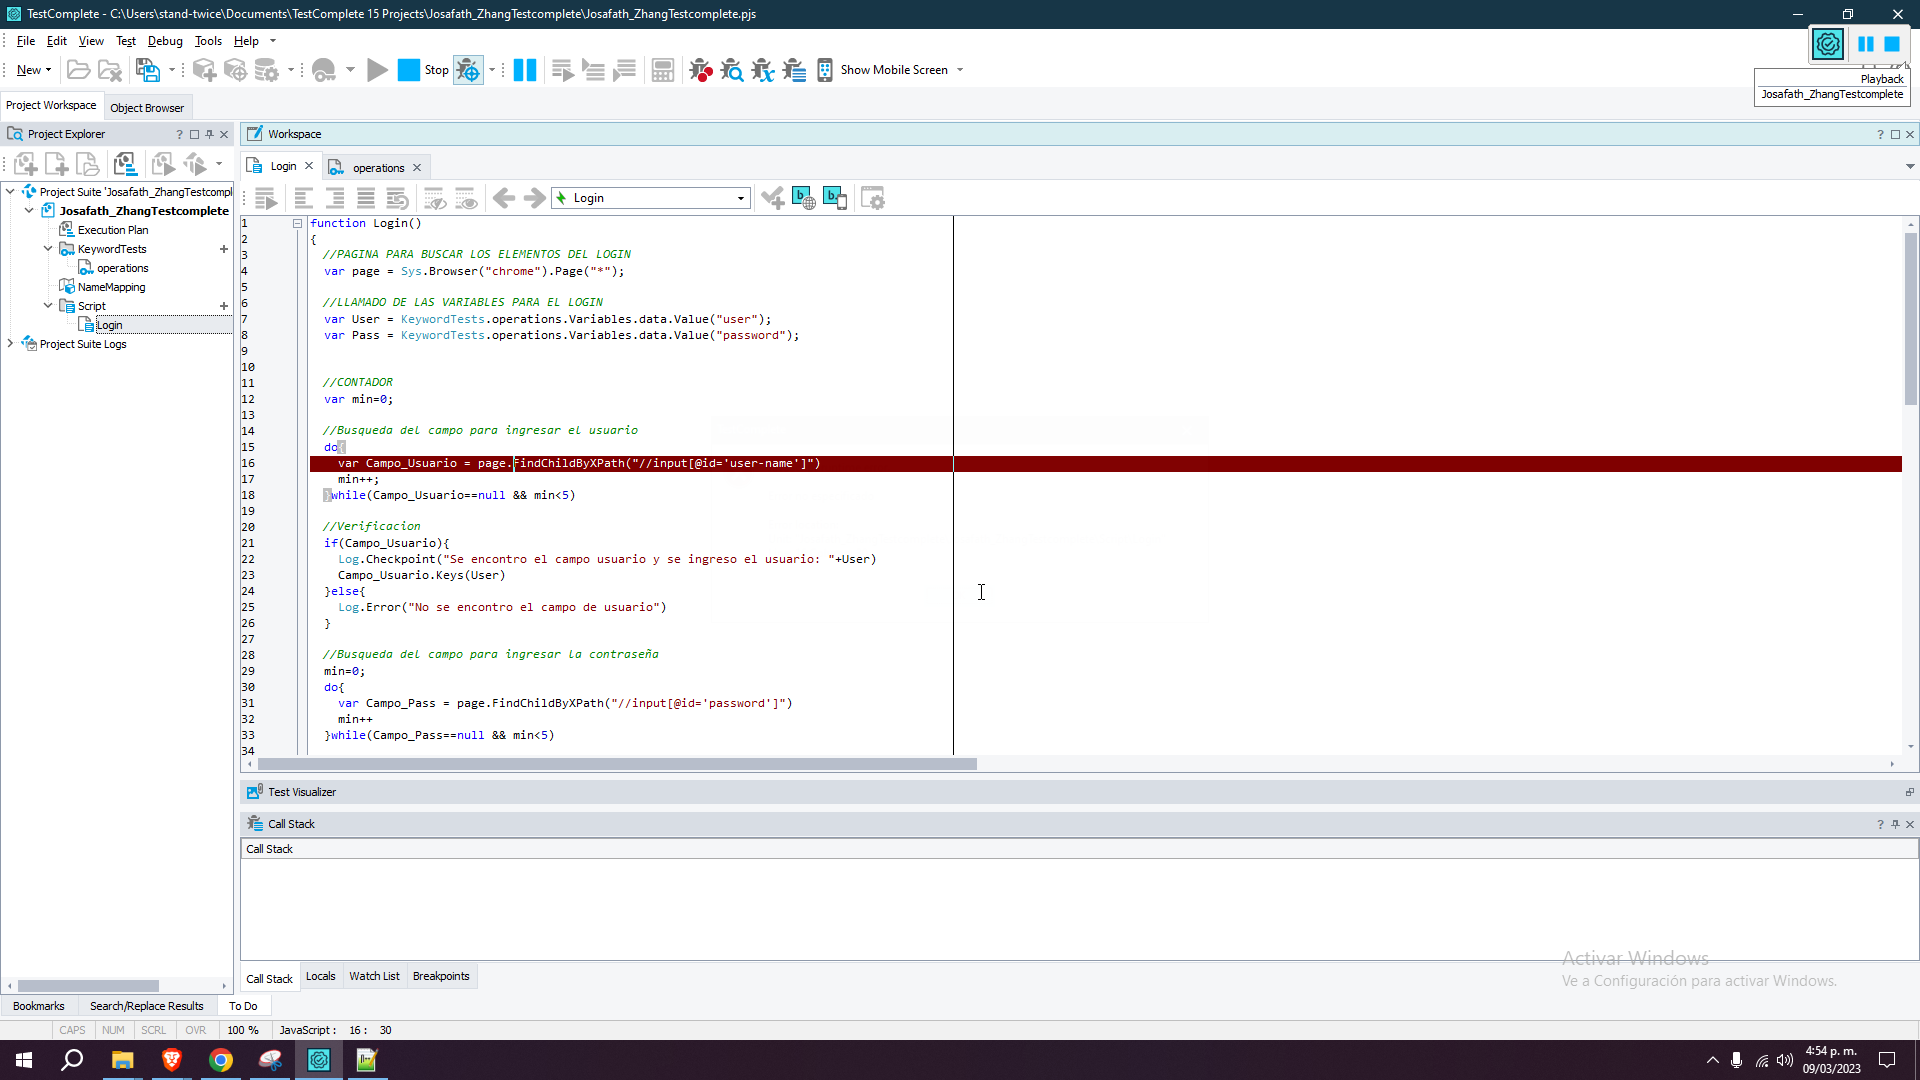 TestComplete - C:\Users\stand-twice\Documents\TestComplete 15 Projects\Josafath_ZhangTestcomplete\Josafath_ZhangTestcomplete.pjs
File Edit View Test Debug Tools Help
New Stop Show Mobile Screen
Playback
Josafath_ZhangTestcomplete
Project Workspace Object Browser
Project Explorer
Project Suite 'Josafath_ZhangTestcompl
Josafath_ZhangTestcomplete
Execution Plan
KeywordTests
operations
NameMapping
Script
Login
Project Suite Logs
Workspace
Login operations
Login
1 function Login()
2 {
3 //PAGINA PARA BUSCAR LOS ELEMENTOS DEL LOGIN
4 var page = Sys.Browser("chrome").Page("*");
5
6 //LLAMADO DE LAS VARIABLES PARA EL LOGIN
7 var User = KeywordTests.operations.Variables.data.Value("user");
8 var Pass = KeywordTests.operations.Variables.data.Value("password");
9
10
11 //CONTADOR
12 var min=0;
13
14 //Busqueda del campo para ingresar el usuario
15 do{
16 var Campo_Usuario = page.FindChildByXPath("//input[@id='user-name']")
17 min++;
18 }while(Campo_Usuario==null && min<5)
19
20 //Verificacion
21 if(Campo_Usuario){
22 Log.Checkpoint("Se encontro el campo usuario y se ingreso el usuario: "+User)
23 Campo_Usuario.Keys(User)
24 }else{
25 Log.Error("No se encontro el campo de usuario")
26 }
27
28 //Busqueda del campo para ingresar la contraseña
29 min=0;
30 do{
31 var Campo_Pass = page.FindChildByXPath("//input[@id='password']")
32 min++
33 }while(Campo_Pass==null && min<5)
34
Test Visualizer
Call Stack
Call Stack
Call Stack Locals Watch List Breakpoints
Activar Windows
Ve a Configuración para activar Windows.
Bookmarks Search/Replace Results To Do
CAPS NUM SCRL OVR 100 % JavaScript : 16 : 30
4:54 p. m.
09/03/2023